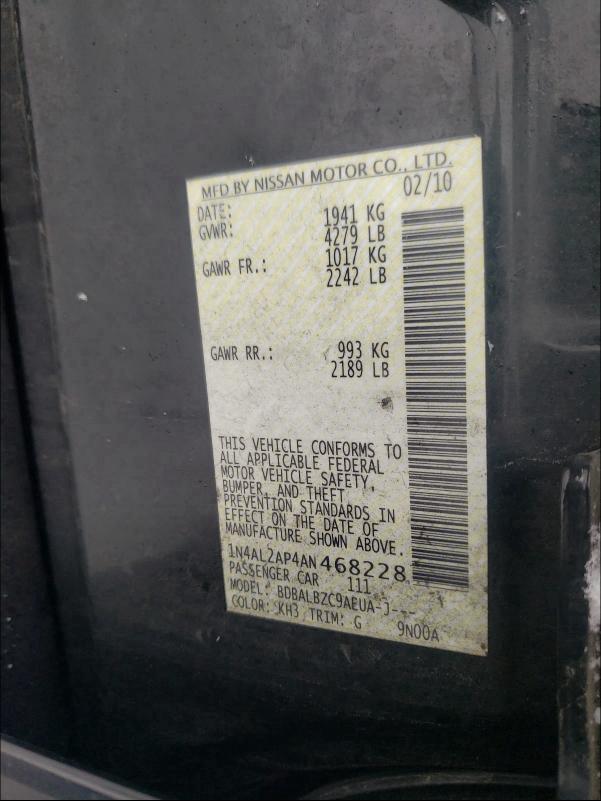 MFD BY NISSAN MOTOR CO., LTD.
DATE: 02/10
GVWR: 1941 KG
4279 LB
GAWR FR.: 1017 KG
2242 LB
GAWR RR.: 993 KG
2189 LB
THIS VEHICLE CONFORMS TO
ALL APPLICABLE FEDERAL
MOTOR VEHICLE SAFETY,
BUMPER, AND THEFT
PREVENTION STANDARDS IN
EFFECT ON THE DATE OF
MANUFACTURE SHOWN ABOVE.
1N4AL2AP4AN468228
PASSENGER CAR 111
MODEL: BDBALBZC9AEUA-J---
COLOR: KH3 TRIM: G 9N00A